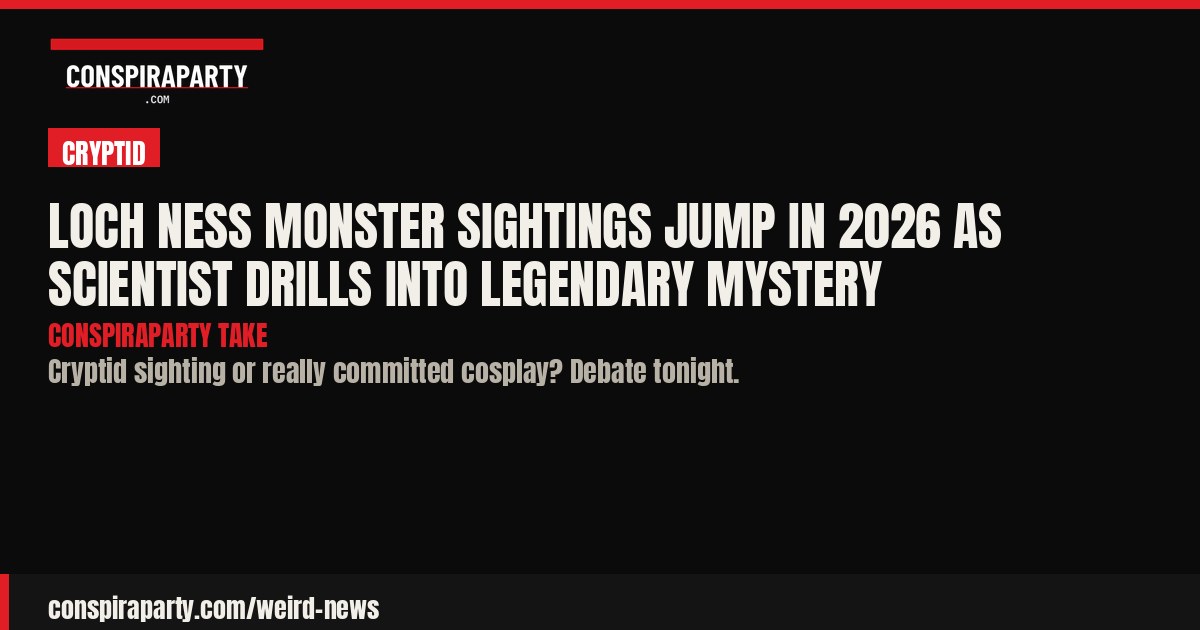 CONSPIRAPARTY
.COM
CRYPTID
LOCH NESS MONSTER SIGHTINGS JUMP IN 2026 AS
SCIENTIST DRILLS INTO LEGENDARY MYSTERY
CONSPIRAPARTY TAKE
Cryptid sighting or really committed cosplay? Debate tonight.
conspiraparty.com/weird-news